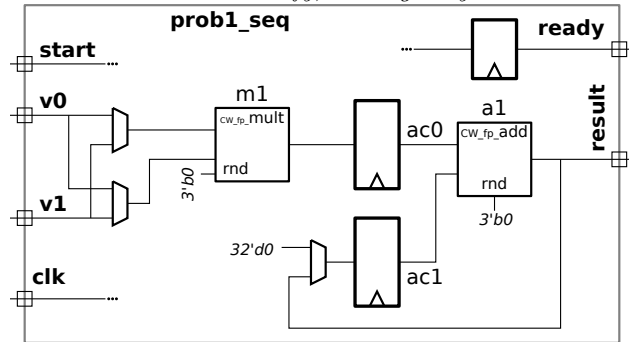 prob1_seq
start
...
...
ready
v0
m1
CW_fp_mult
rnd
3'b0
ac0
a1
CW_fp_add
rnd
3'b0
result
v1
32'd0
ac1
clk
...